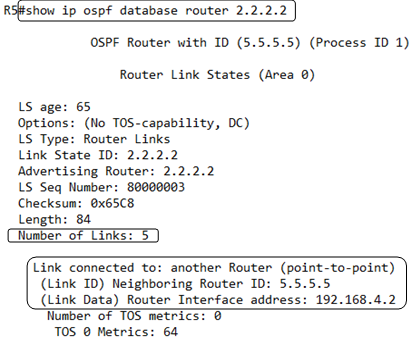 R5#show ip ospf database router 2.2.2.2
OSPF Router with ID (5.5.5.5) (Process ID 1)
Router Link States (Area 0)
LS age: 65
Options: (No TOS-capability, DC)
LS Type: Router Links
Link State ID: 2.2.2.2
Advertising Router: 2.2.2.2
LS Seq Number: 80000003
Checksum: 0x65C8
Length: 84
Number of Links: 5
Link connected to: another Router (point-to-point)
(Link ID) Neighboring Router ID: 5.5.5.5
(Link Data) Router Interface address: 192.168.4.2
Number of TOS metrics: 0
TOS 0 Metrics: 64